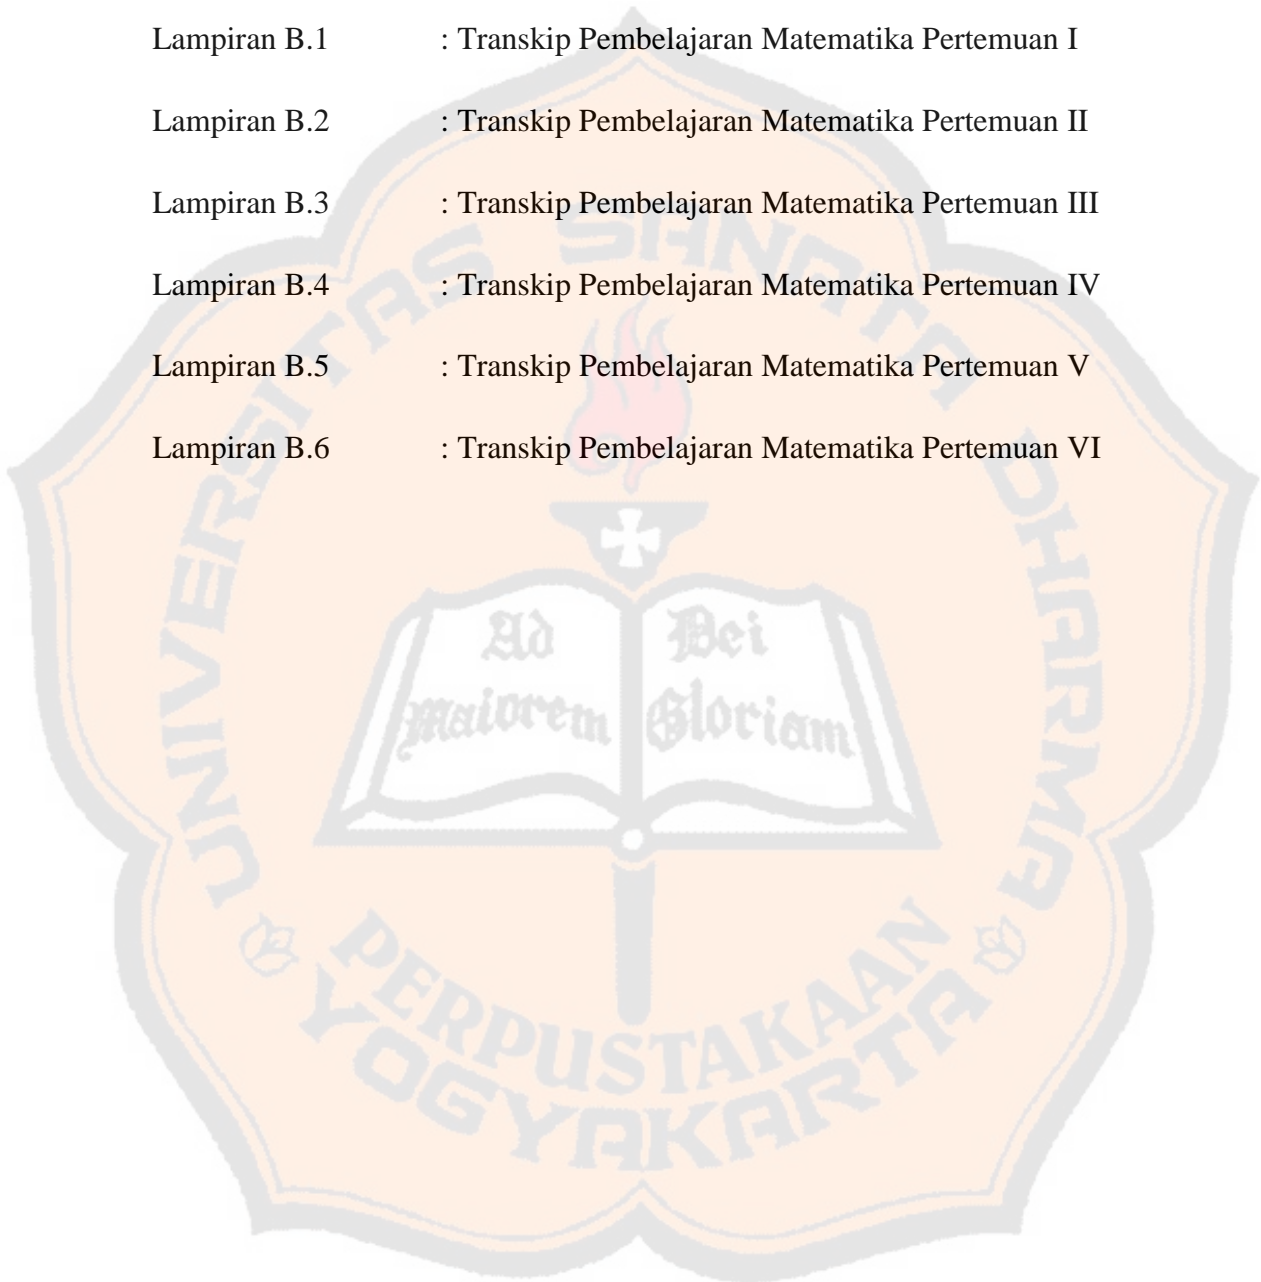 Lampiran B.1 : Transkip Pembelajaran Matematika Pertemuan I
Lampiran B.2 : Transkip Pembelajaran Matematika Pertemuan II
Lampiran B.3 : Transkip Pembelajaran Matematika Pertemuan III
Lampiran B.4 : Transkip Pembelajaran Matematika Pertemuan IV
Lampiran B.5 : Transkip Pembelajaran Matematika Pertemuan V
Lampiran B.6 : Transkip Pembelajaran Matematika Pertemuan VI
UNIVERSITAS SANATA DHARMA
Ad Dei
maiorem Gloriam
PERPUSTAKAAN
YOGYAKARTA